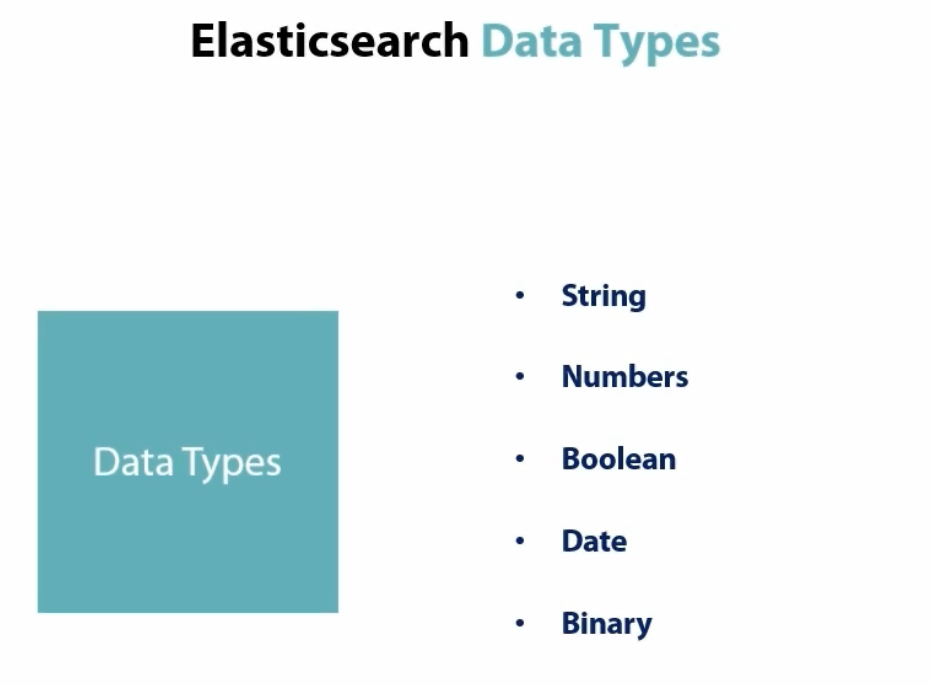 Elasticsearch Data Types
Data Types
• String
• Numbers
• Boolean
• Date
• Binary